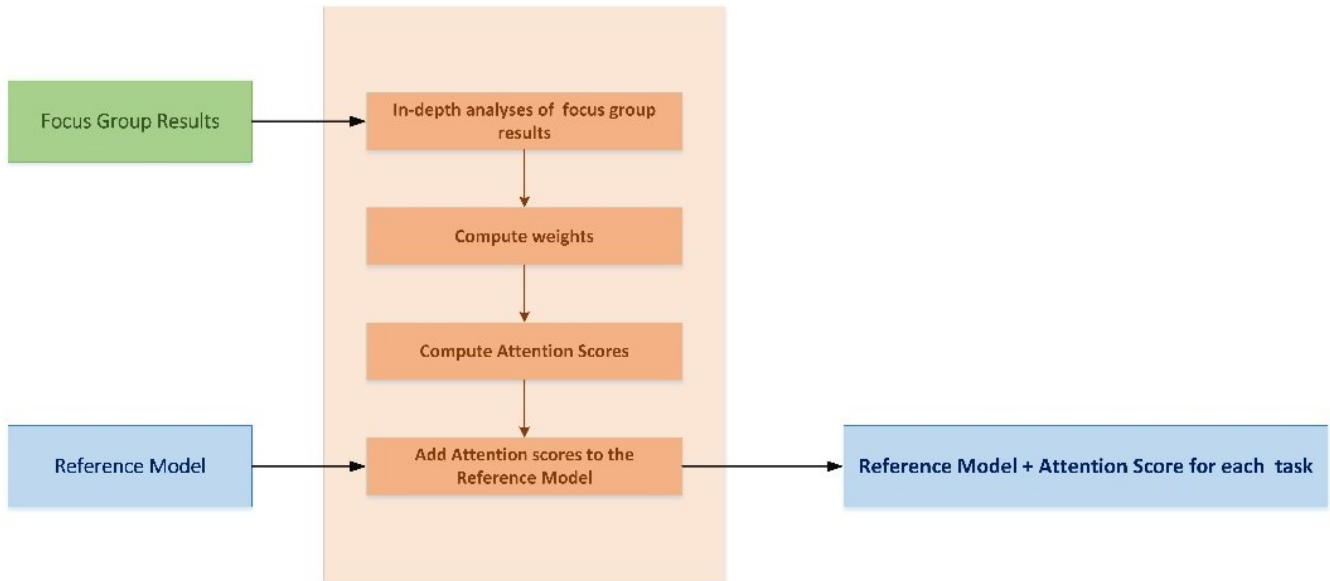 Focus Group Results
In-depth analyses of focus group
results
Compute weights
Compute Attention Scores
Reference Model
Add Attention scores to the
Reference Model
Reference Model + Attention Score for each task